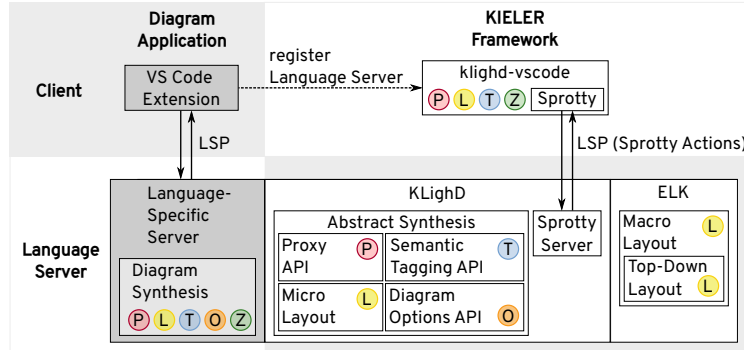 Diagram
Application
KIELER
Framework
Client
VS Code
Extension
register
Language Server
klighd-vscode
P L T Z Sprotty
LSP
LSP (Sprotty Actions)
Language
Server
Language-
Specific
Server
Diagram
Synthesis
P L T O Z
KLighD
Abstract Synthesis
Proxy
API
P
Semantic
Tagging API
T
Micro
Layout
L
Diagram
Options API
O
Sprotty
Server
ELK
Macro
Layout
L
Top-Down
Layout
L